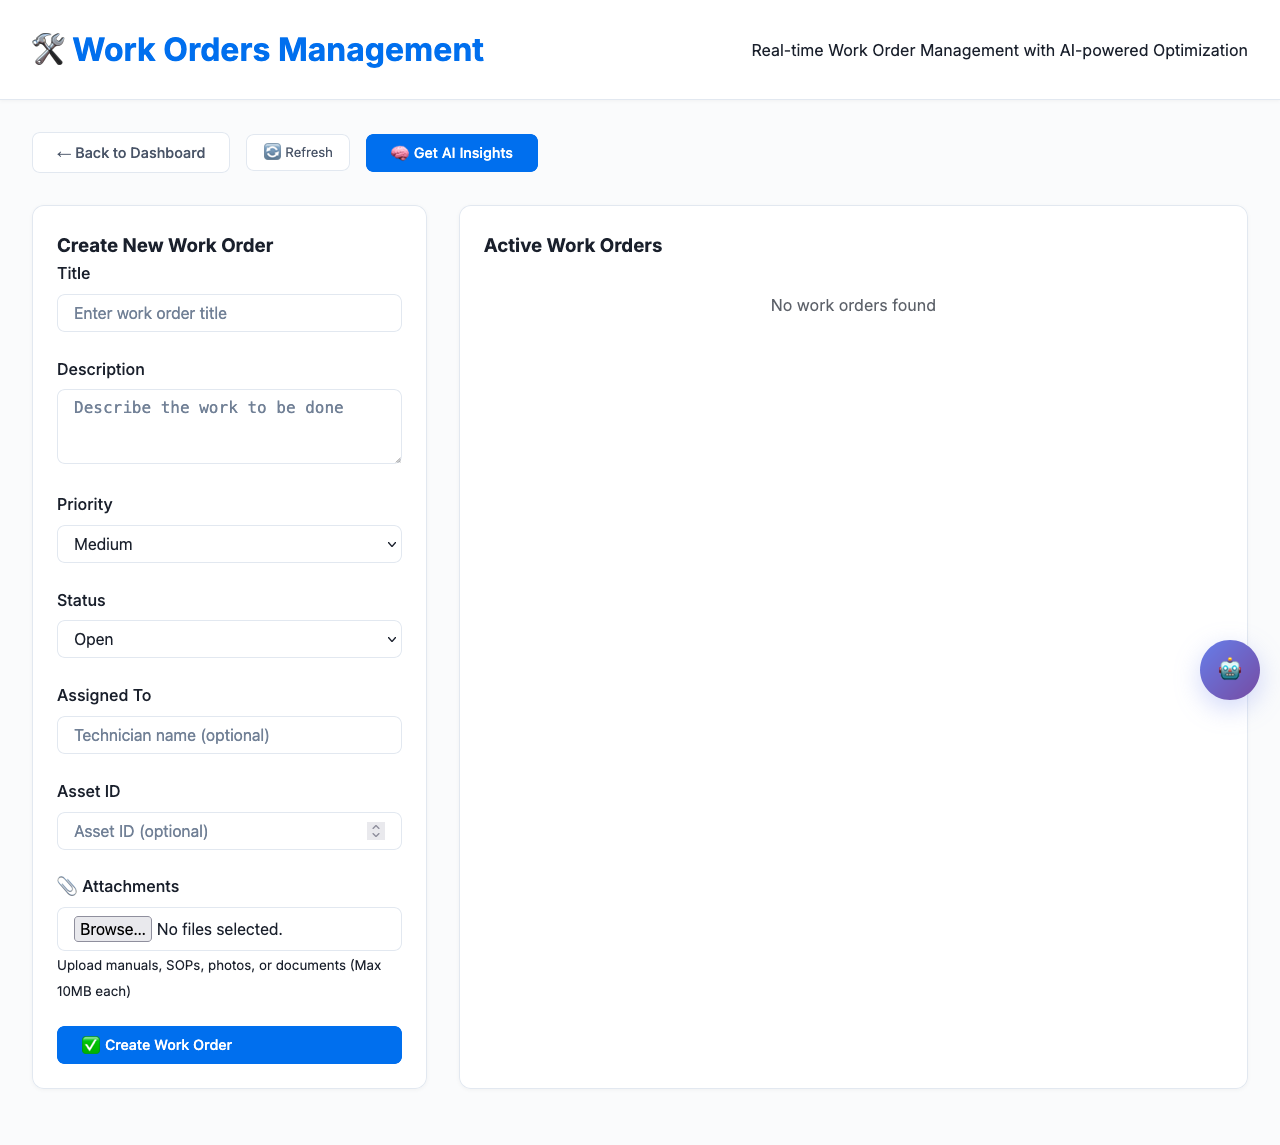 🛠️ Work Orders Management
Real-time Work Order Management with AI-powered Optimization
← Back to Dashboard
🔄 Refresh
🧠 Get AI Insights
Create New Work Order
Title
Enter work order title
Description
Describe the work to be done
Priority
Medium
Status
Open
Assigned To
Technician name (optional)
Asset ID
Asset ID (optional)
📎 Attachments
Browse... No files selected.
Upload manuals, SOPs, photos, or documents (Max
10MB each)
✅ Create Work Order
Active Work Orders
No work orders found